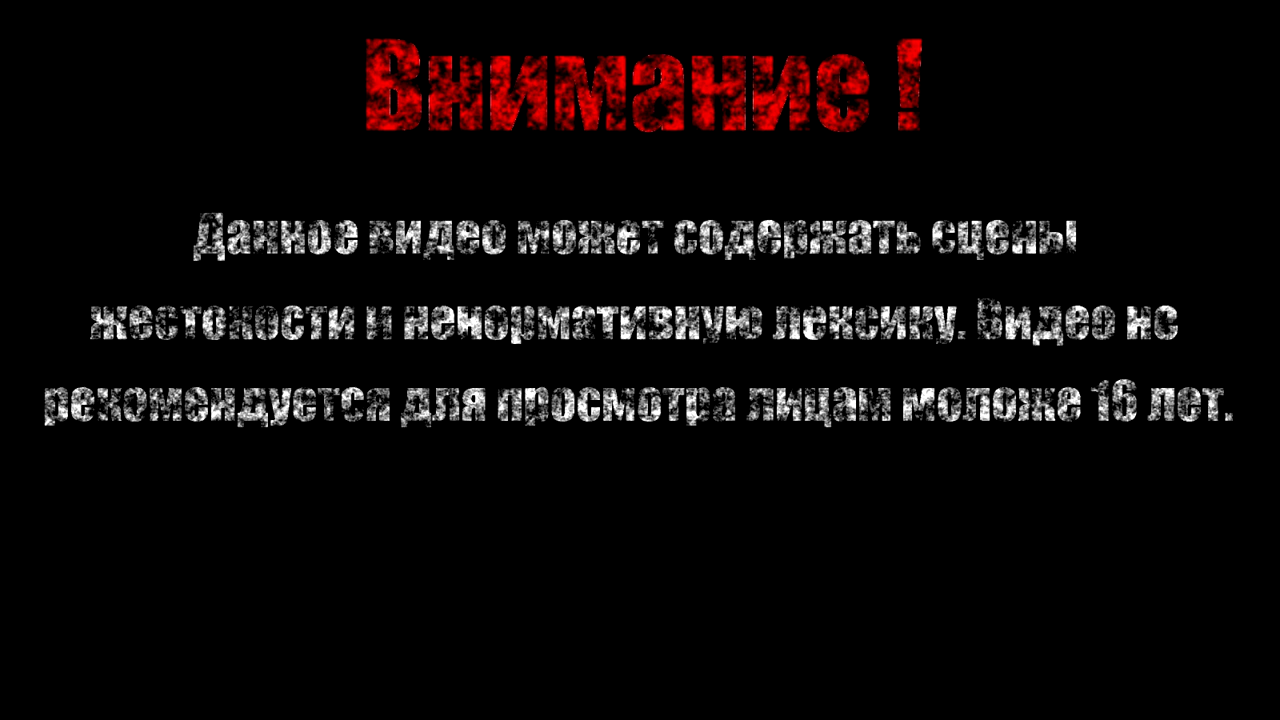 Внимание !
Данное видео может содержать сцены
жестокости и ненормативную лексику. Видео не
рекомендуется для просмотра лицам моложе 16 лет.